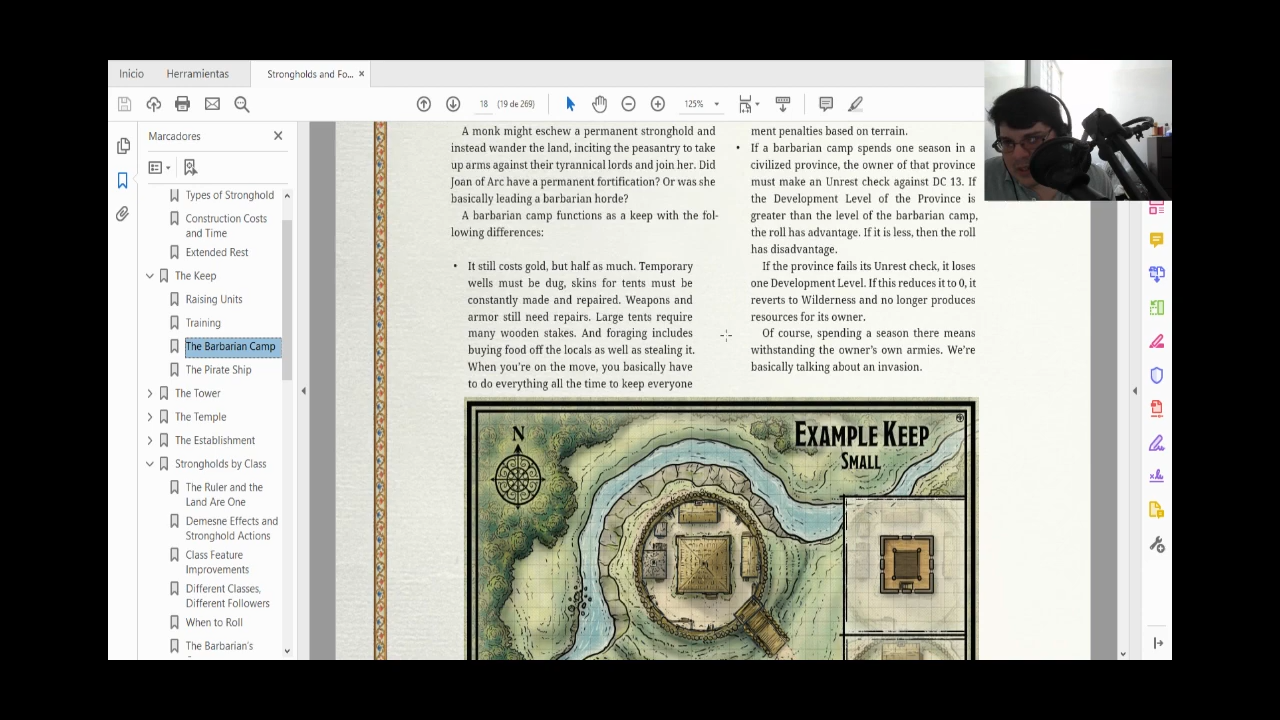 Inicio
Herramientas
Strongholds and Fo...
18
(19 de 269)
125%
Marcadores
Types of Stronghold
Construction Costs
and Time
Extended Rest
The Keep
Raising Units
Training
The Barbarian Camp
The Pirate Ship
The Tower
The Temple
The Establishment
Strongholds by Class
The Ruler and the
Land Are One
Demesne Effects and
Stronghold Actions
Class Feature
Improvements
Different Classes,
Different Followers
When to Roll
The Barbarian's
A monk might eschew a permanent stronghold and
instead wander the land, inciting the peasantry to take
up arms against their tyrannical lords and join her. Did
Joan of Arc have a permanent fortification? Or was she
basically leading a barbarian horde?
A barbarian camp functions as a keep with the fol-
lowing differences:
• It still costs gold, but half as much. Temporary
wells must be dug, skins for tents must be
constantly made and repaired. Weapons and
armor still need repairs. Large tents require
many wooden stakes. And foraging includes
buying food off the locals as well as stealing it.
When you’re on the move, you basically have
to do everything all the time to keep everyone
ment penalties based on terrain.
• If a barbarian camp spends one season in a
civilized province, the owner of that province
must make an Unrest check against DC 13. If
the Development Level of the Province is
greater than the level of the barbarian camp,
the roll has advantage. If it is less, then the roll
has disadvantage.
If the province fails its Unrest check, it loses
one Development Level. If this reduces it to 0, it
reverts to Wilderness and no longer produces
resources for its owner.
Of course, spending a season there means
withstanding the owner’s own armies. We’re
basically talking about an invasion.
N
EXAMPLE KEEP
SMALL